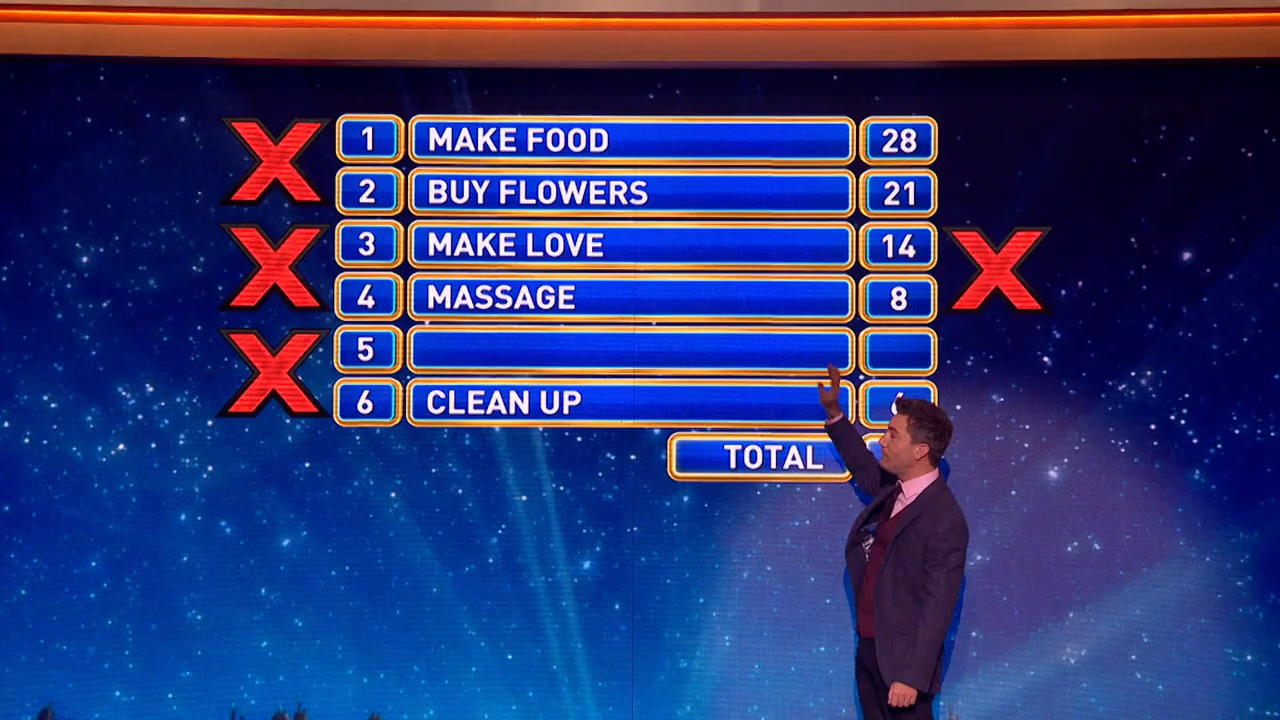 1 MAKE FOOD 28
2 BUY FLOWERS 21
3 MAKE LOVE 14
4 MASSAGE 8
5
6 CLEAN UP
TOTAL